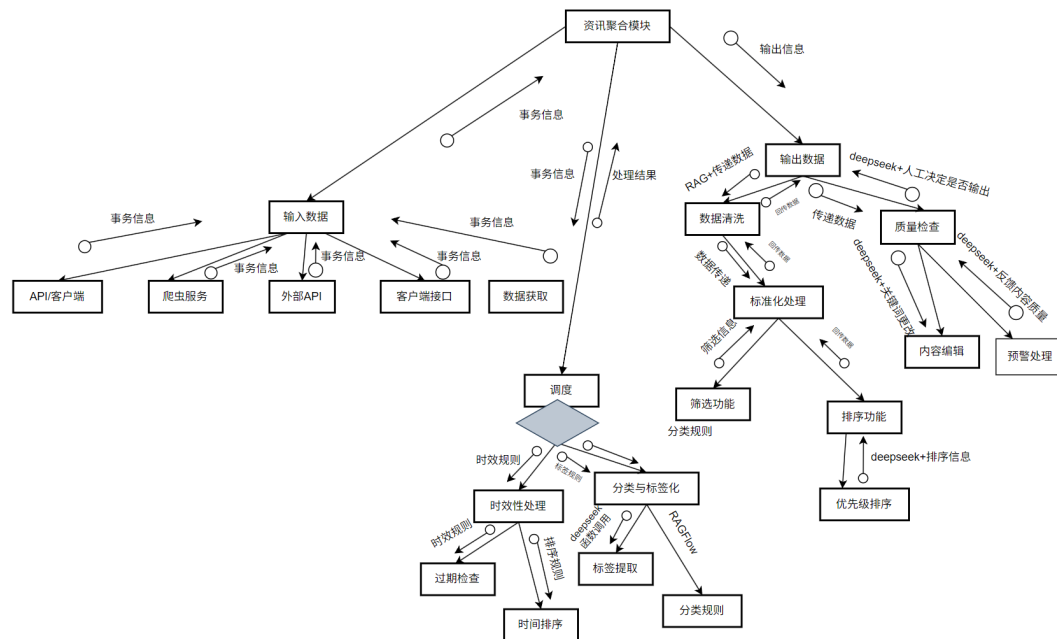 资讯聚合模块
输出信息
事务信息
事务信息
处理结果
输出数据
deepseek+人工决定是否输出
RAG+传递数据
回传数据
传递数据
事务信息
输入数据
数据清洗
质量检查
事务信息
事务信息
数据传递
回传数据
deepseek+关键词更改
deepseek+反馈内容质量
API/客户端
爬虫服务
外部API
客户端接口
数据获取
标准化处理
筛选信息
回传数据
内容编辑
预警处理
调度
筛选功能
分类规则
排序功能
时效规则
标签规则
deepseek+排序信息
时效性处理
分类与标签化
优先级排序
时效规则
排序规则
deepseek
函数调用
RAGFlow
过期检查
标签提取
时间排序
分类规则